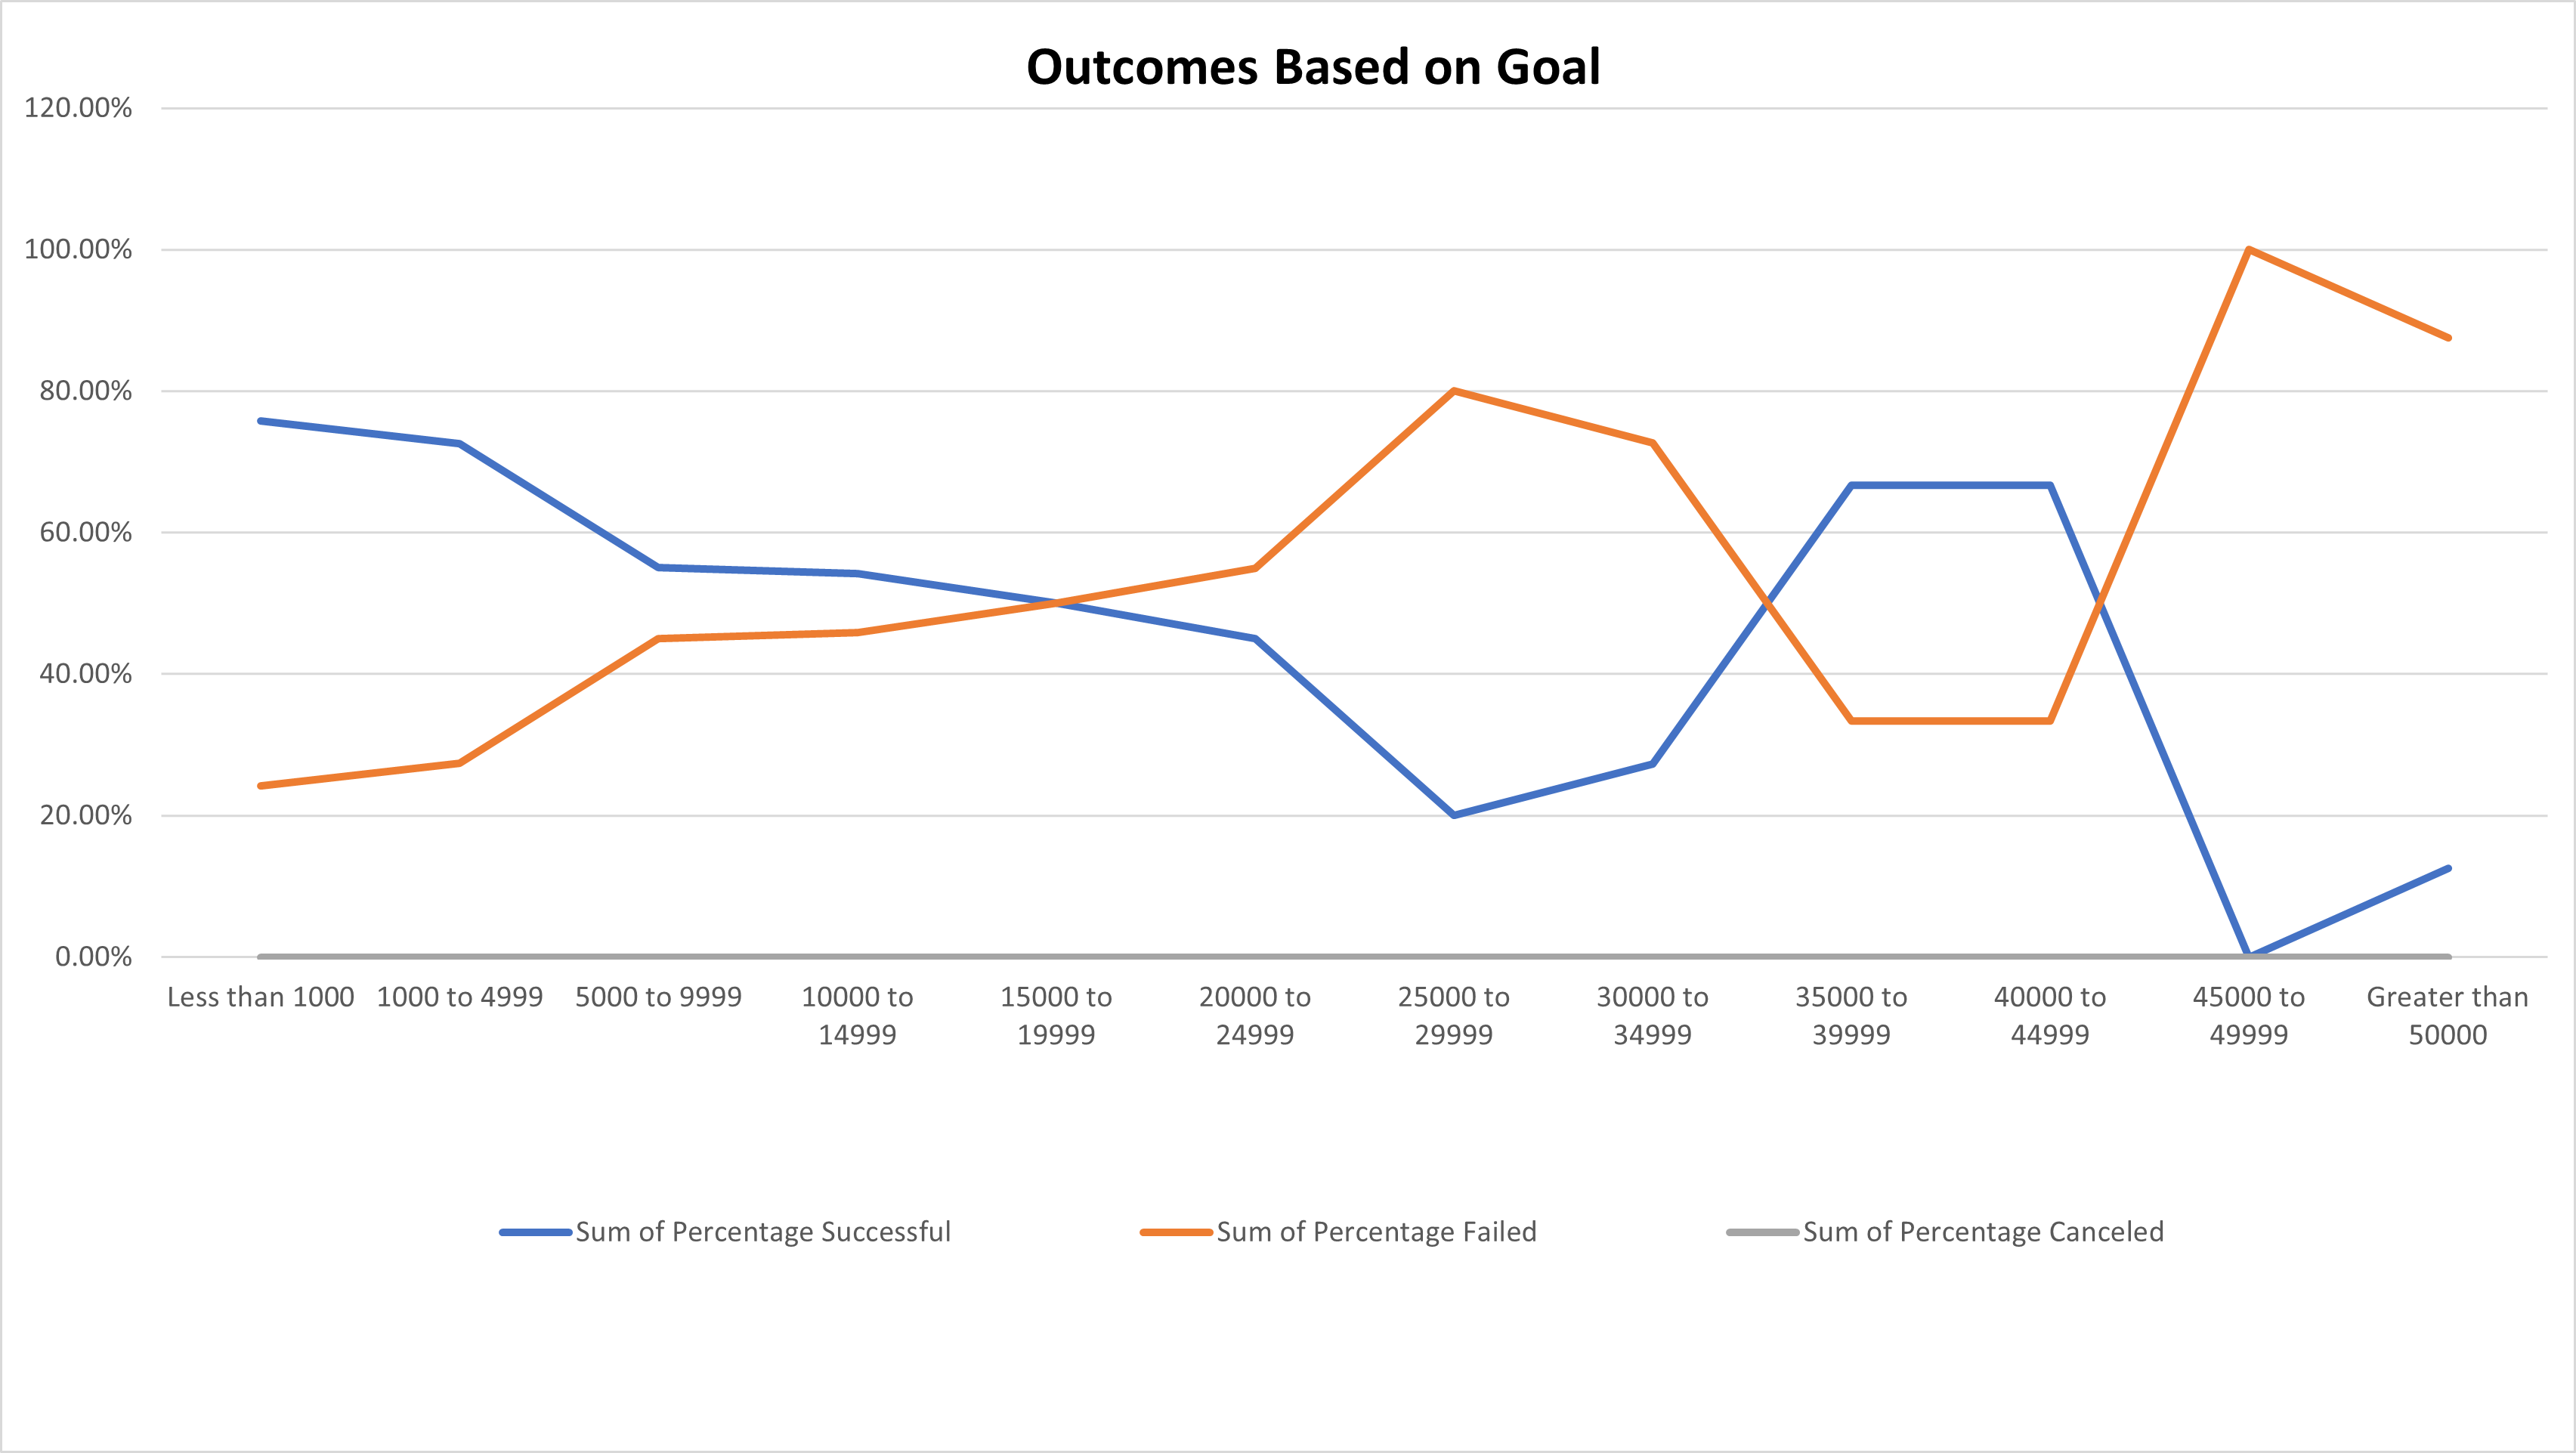 Outcomes Based on Goal
120.00%
100.00%
80.00%
60.00%
40.00%
20.00%
0.00%
Less than 1000
1000 to 4999
5000 to 9999
10000 to
14999
15000 to
19999
20000 to
24999
25000 to
29999
30000 to
34999
35000 to
39999
40000 to
44999
45000 to
49999
Greater than
50000
Sum of Percentage Successful
Sum of Percentage Failed
Sum of Percentage Canceled